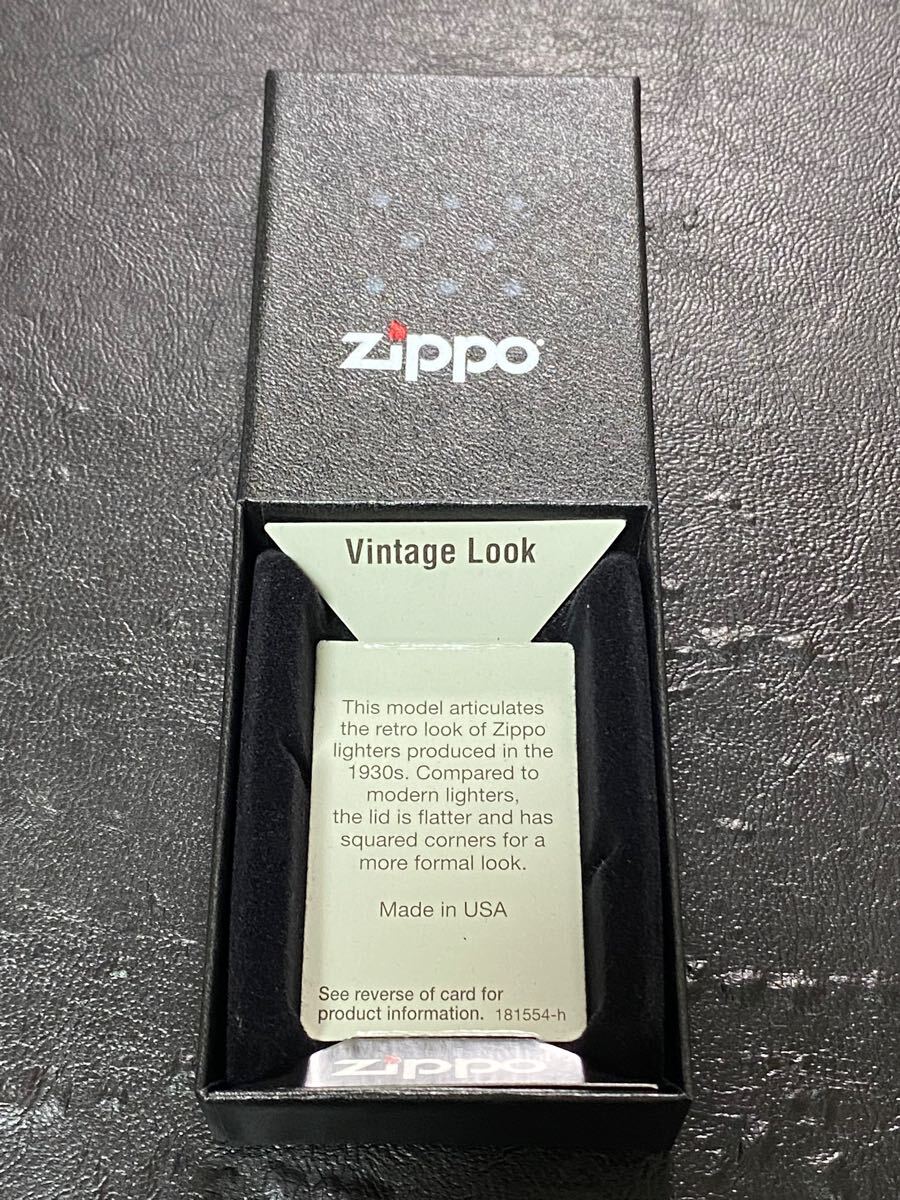 zippo
Vintage Look
This model articulates
the retro look of Zippo
lighters produced in the
1930s. Compared to
modern lighters,
the lid is flatter and has
squared corners for a
more formal look.
Made in USA
See reverse of card for
product information. 181554-h
zippo